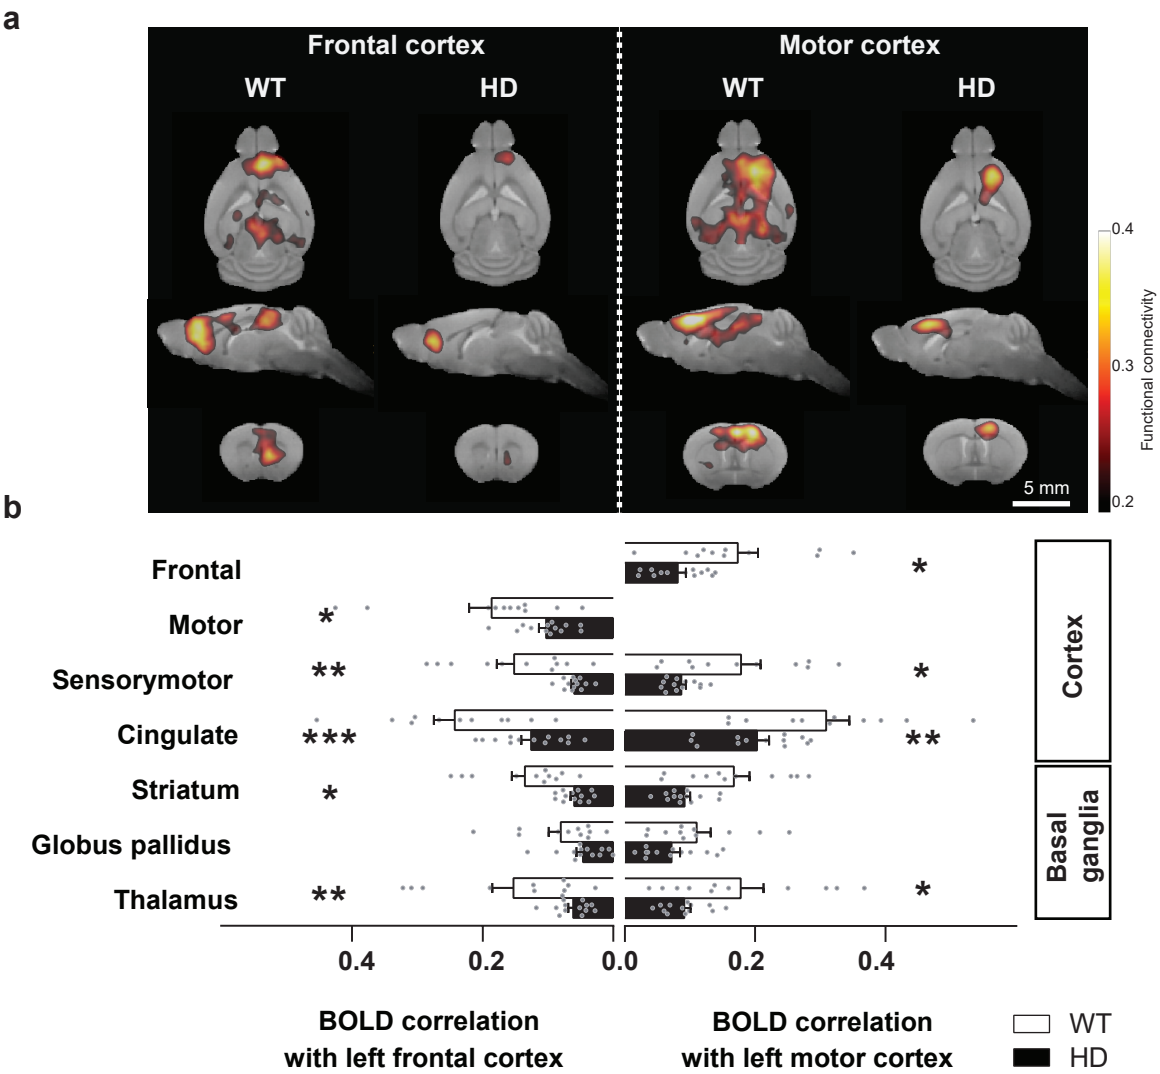 a
Frontal cortex
Motor cortex
WT
HD
WT
HD
0.4
0.3
0.2
Functional connectivity
5 mm
b
Frontal
*
Motor
*
Sensorymotor
**
*
Cingulate
***
**
Striatum
*
Globus pallidus
Thalamus
**
*
Cortex
Basal
ganglia
0.4
0.2
0.0
0.2
0.4
BOLD correlation
with left frontal cortex
BOLD correlation
with left motor cortex
WT
HD